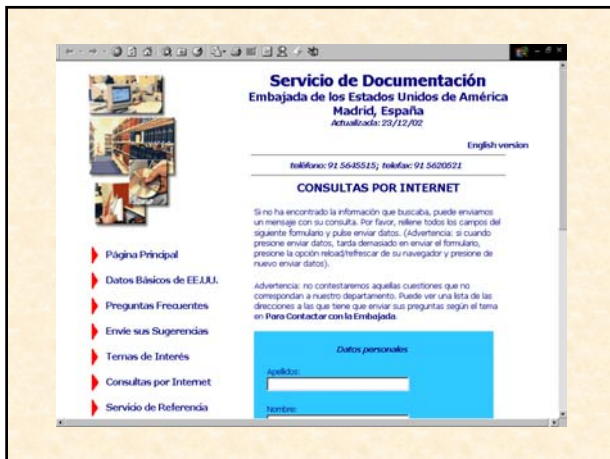 Servicio de Documentación
Embajada de los Estados Unidos de América
Madrid, España
Actualizada: 23/12/02
English version
teléfono: 91 5645515; telefax: 91 5620521
CONSULTAS POR INTERNET
Si no ha encontrado la información que buscaba, puede enviarnos
un mensaje con su consulta. Por favor, rellene todos los campos del
siguiente formulario y pulse enviar datos. (Advertencia: si cuando
presione enviar datos, tarda demasiado en enviar el formulario,
presione la opción reload/refrescar de su navegador y presione de
nuevo enviar datos).
Advertencia: no contestaremos aquellas cuestiones que no
correspondan a nuestro departamento. Puede ver una lista de las
direcciones a las que tiene que enviar sus preguntas según el tema
en Para Contactar con la Embajada.
Datos personales
Apellidos:
Nombre:
Página Principal
Datos Básicos de EE.UU.
Preguntas Frecuentes
Envíe sus Sugerencias
Temas de Interés
Consultas por Internet
Servicio de Referencia